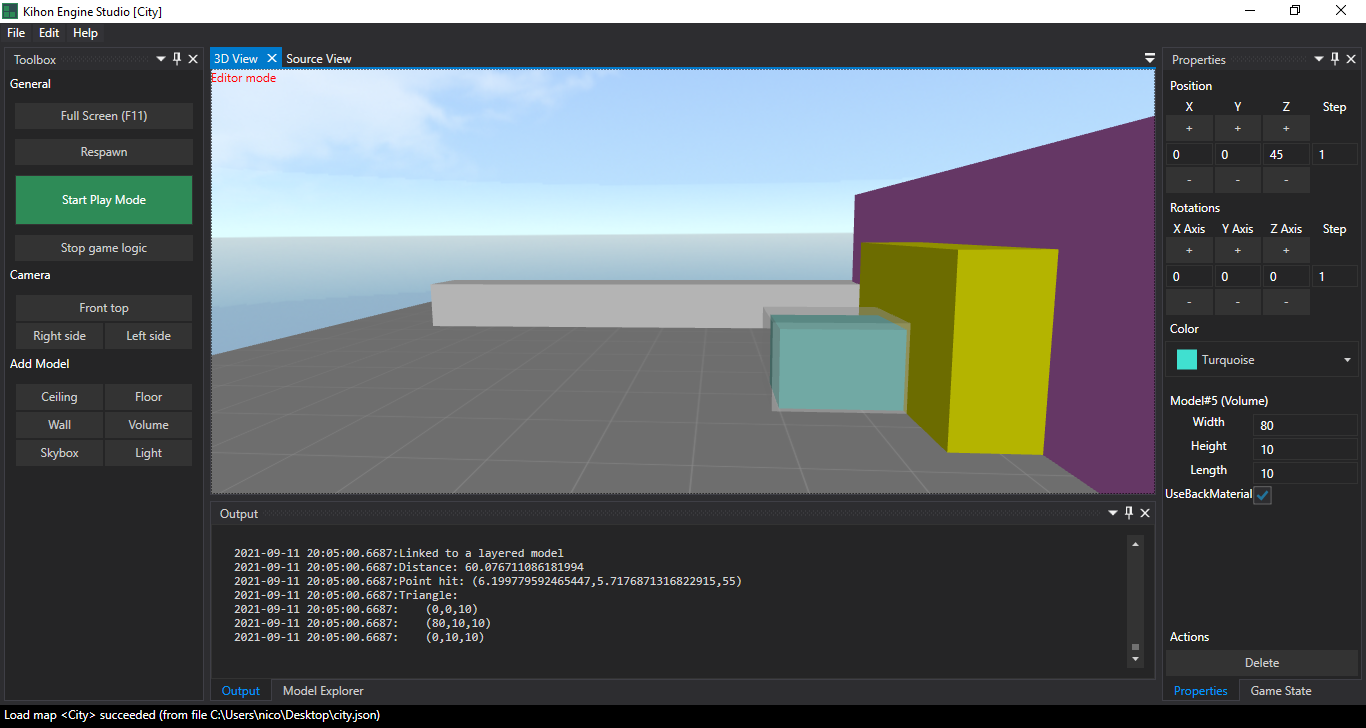 Kihon Engine Studio [City]
File Edit Help
Toolbox
General
Full Screen (F11)
Respawn
Start Play Mode
Stop game logic
Camera
Front top
Right side Left side
Add Model
Ceiling Floor
Wall Volume
Skybox Light
3D View Source View
Editor mode
Output
2021-09-11 20:05:00.6687:Linked to a layered model
2021-09-11 20:05:00.6687:Distance: 60.076711086181994
2021-09-11 20:05:00.6687:Point hit: (6.199779592465447,5.7176871316822915,55)
2021-09-11 20:05:00.6687:Triangle:
2021-09-11 20:05:00.6687: (0,0,10)
2021-09-11 20:05:00.6687: (80,10,10)
2021-09-11 20:05:00.6687: (0,10,10)
Output Model Explorer
Properties
Position
X Y Z Step
+ + +
0 0 45 1
- - -
Rotations
X Axis Y Axis Z Axis Step
+ + +
0 0 0 1
- - -
Color
Turquoise
Model#5 (Volume)
Width 80
Height 10
Length 10
UseBackMaterial
Actions
Delete
Properties Game State
Load map <City> succeeded (from file C:\Users\nico\Desktop\city.json)